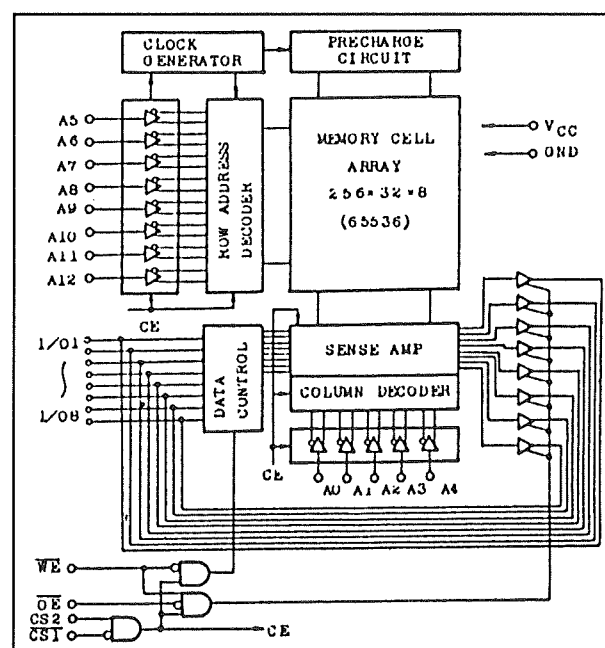 CLOCK
GENERATOR
PRECHARGE
CIRCUIT
A5
A6
A7
A8
A9
A10
A11
A12
ROW ADDRESS
DECODER
MEMORY CELL
ARRAY
256*32*8
(65536)
VCC
GND
CE
I/O1
I/O8
DATA
CONTROL
SENSE AMP
COLUMN DECODER
CE
A0
A1
A2
A3
A4
WE
OE
CS2
CS1
CE